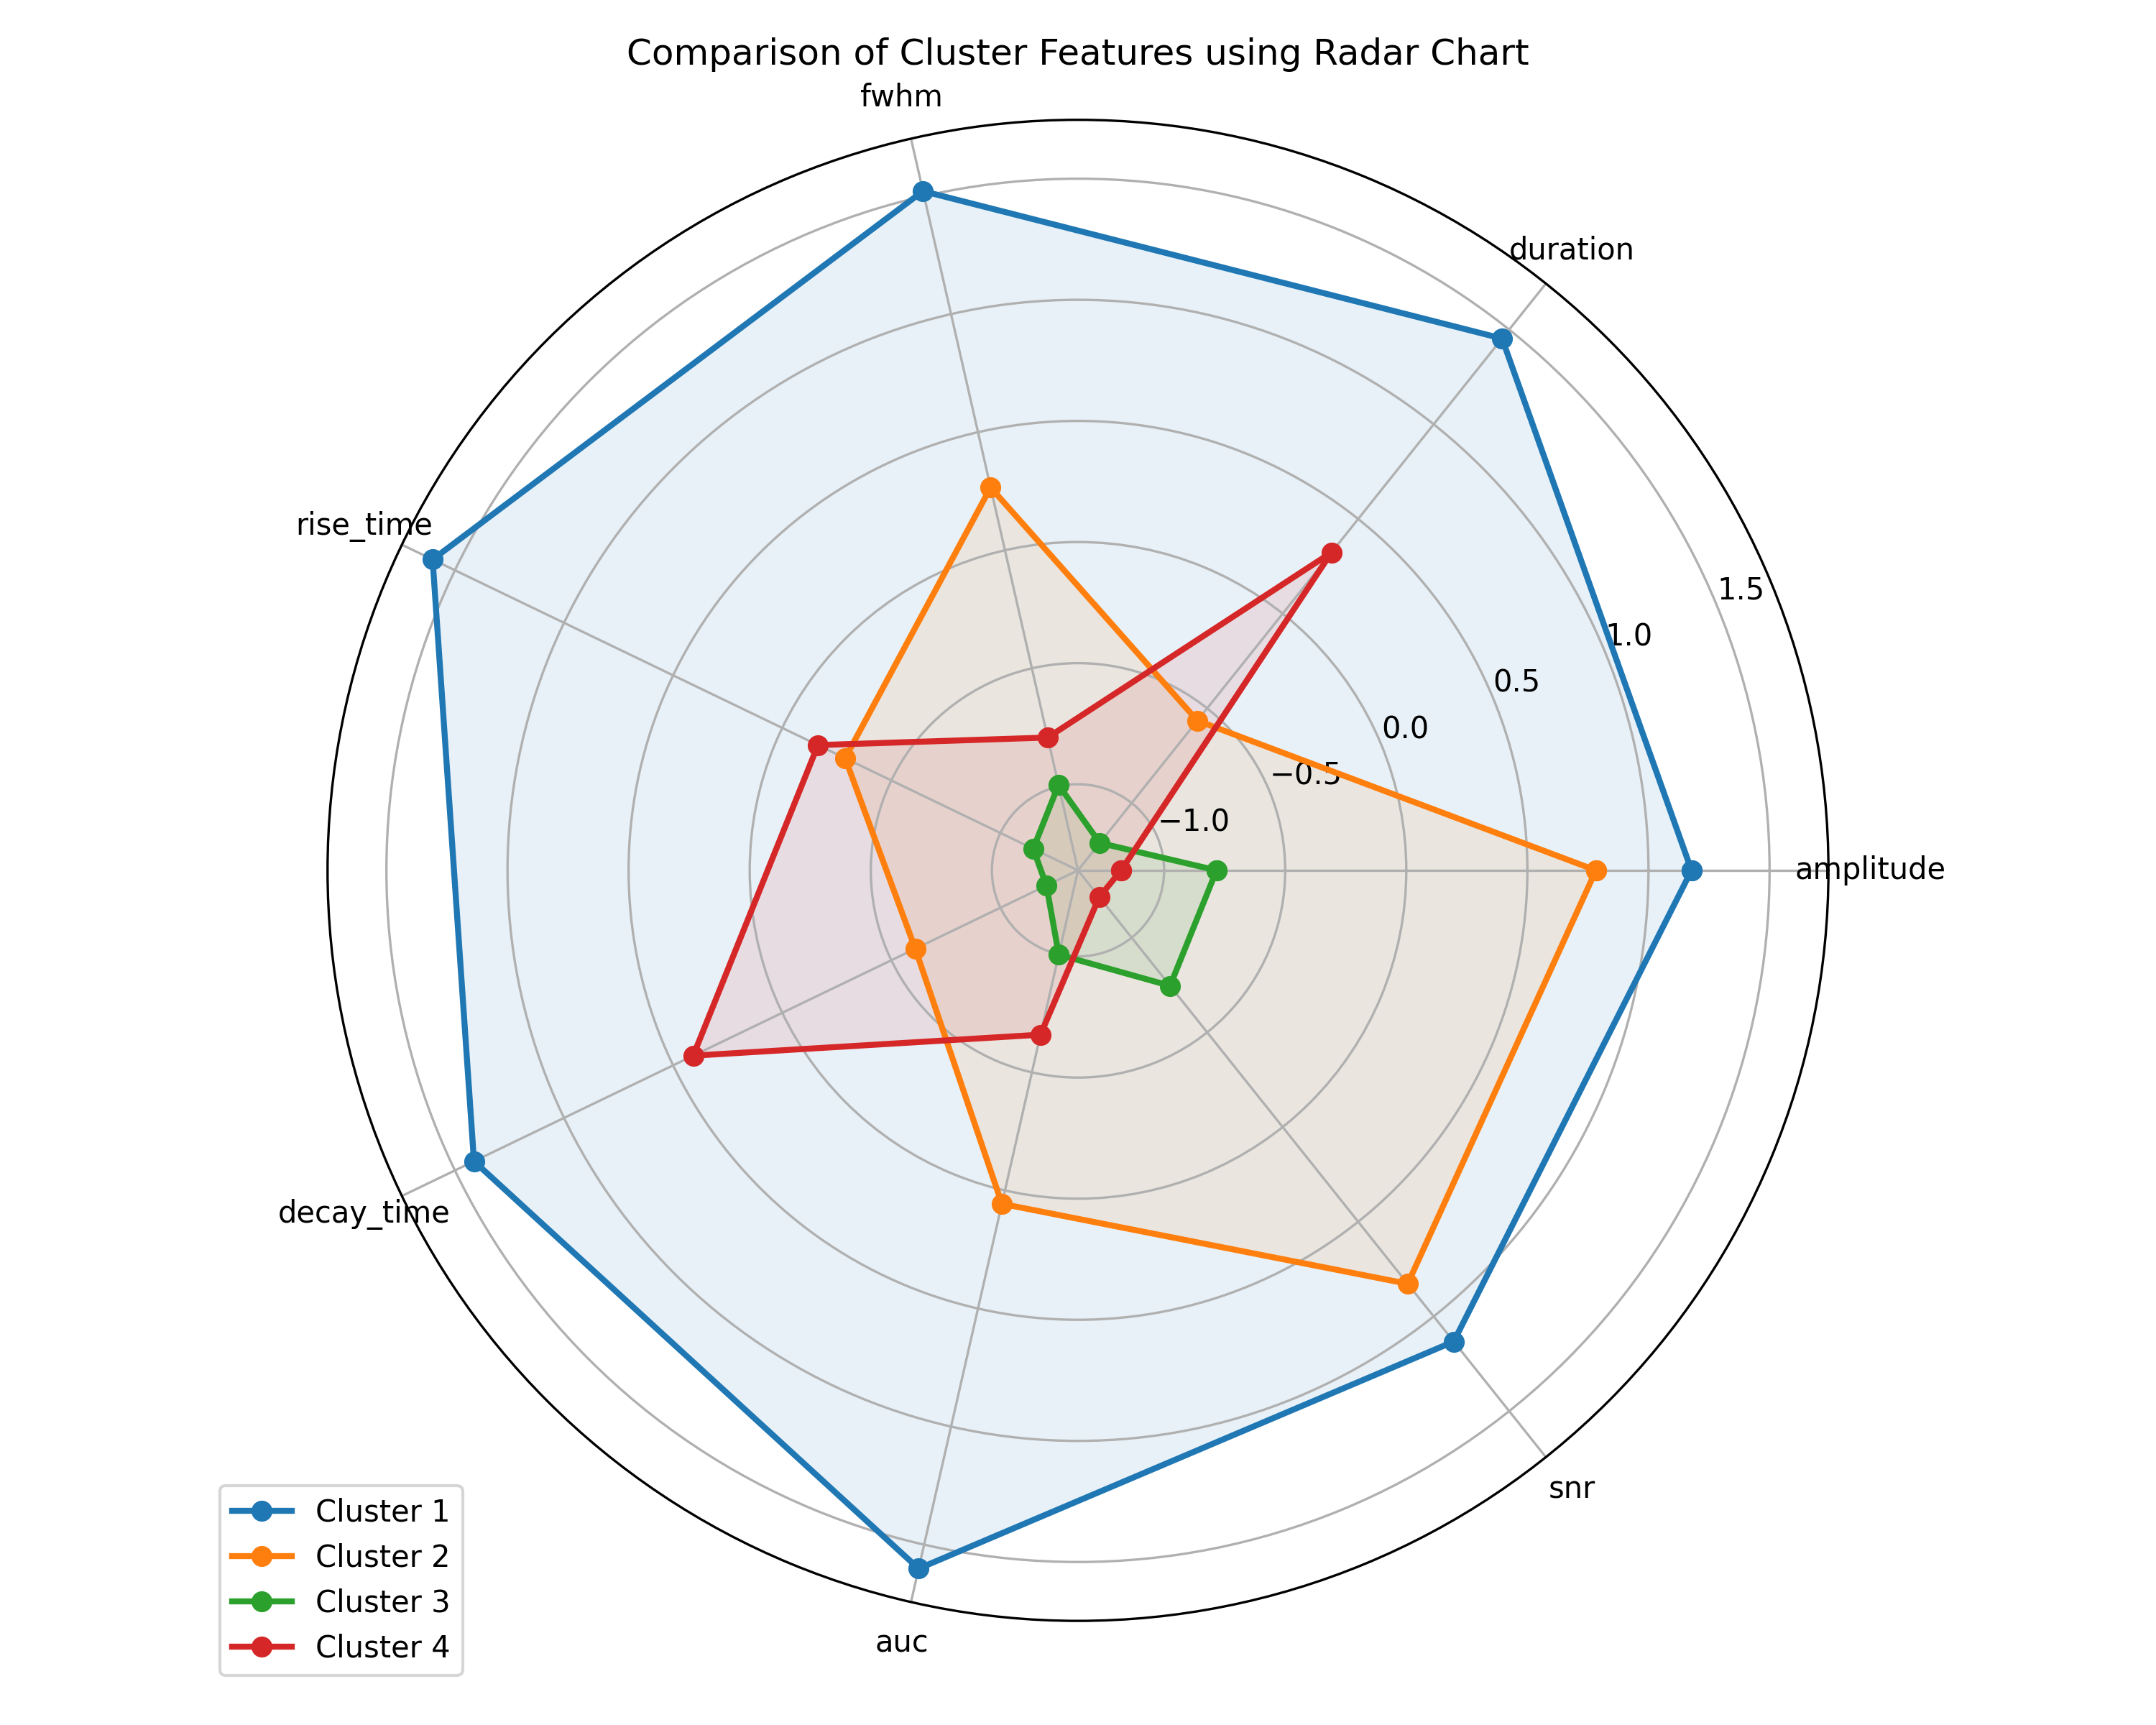 Comparison of Cluster Features using Radar Chart
fwhm
duration
rise_time
1.5
1.0
0.5
0.0
−0.5
−1.0
amplitude
decay_time
snr
auc
Cluster 1
Cluster 2
Cluster 3
Cluster 4